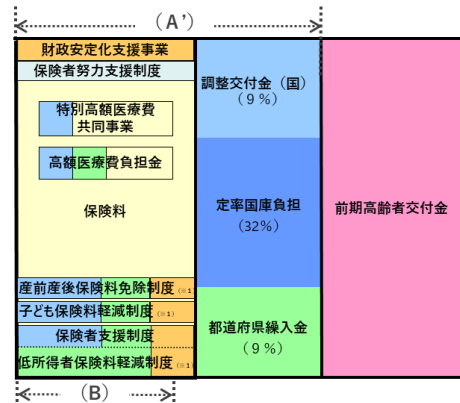 （A’）
財政安定化支援事業
保険者努力支援制度
特別高額医療費
共同事業
高額医療費負担金
保険料
産前産後保険料免除制度（※1）
子ども保険料軽減制度（※1）
保険者支援制度
低所得者保険料軽減制度（※1）
（B）
調整交付金（国）
（９％）
定率国庫負担
（32％）
都道府県繰入金
（９％）
前期高齢者交付金